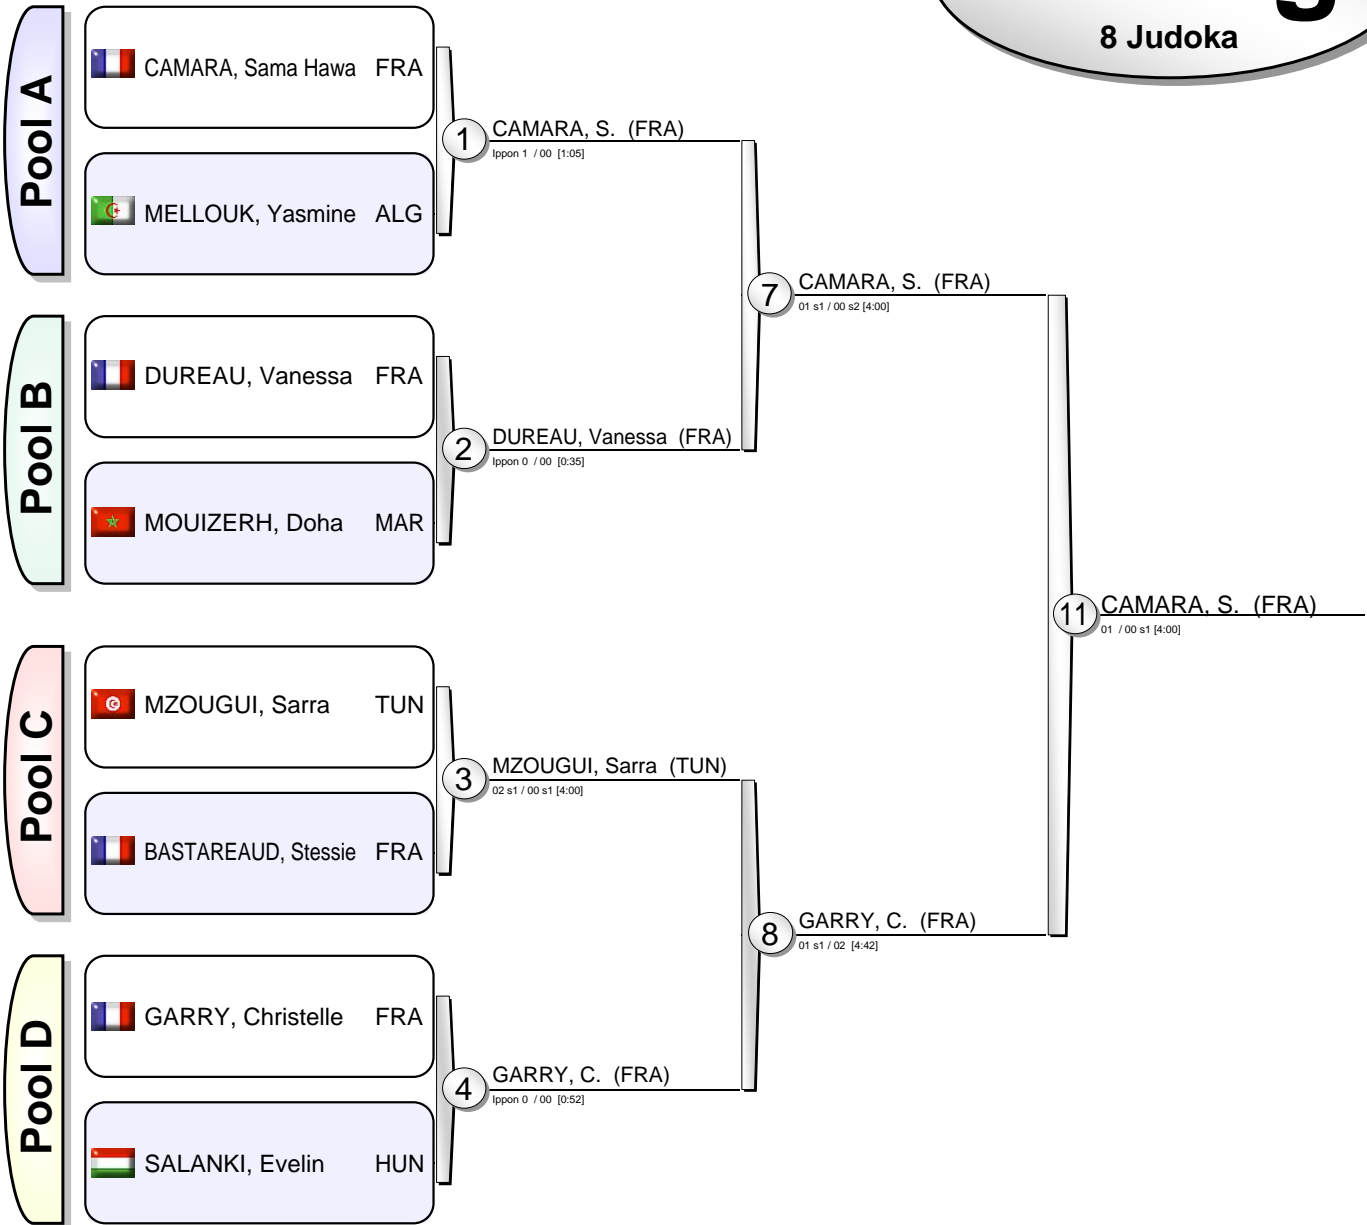 8 Judoka
Pool A
CAMARA, Sama Hawa FRA
MELLOUK, Yasmine ALG
1
CAMARA, S. (FRA)
Ippon 1 / 00 [1:05]
Pool B
DUREAU, Vanessa FRA
MOUIZERH, Doha MAR
2
DUREAU, Vanessa (FRA)
Ippon 0 / 00 [0:35]
7
CAMARA, S. (FRA)
01 s1 / 00 s2 [4:00]
Pool C
MZOUGUI, Sarra TUN
BASTAREAUD, Stessie FRA
3
MZOUGUI, Sarra (TUN)
02 s1 / 00 s1 [4:00]
Pool D
GARRY, Christelle FRA
SALANKI, Evelin HUN
4
GARRY, C. (FRA)
Ippon 0 / 00 [0:52]
8
GARRY, C. (FRA)
01 s1 / 02 [4:42]
11
CAMARA, S. (FRA)
01 / 00 s1 [4:00]